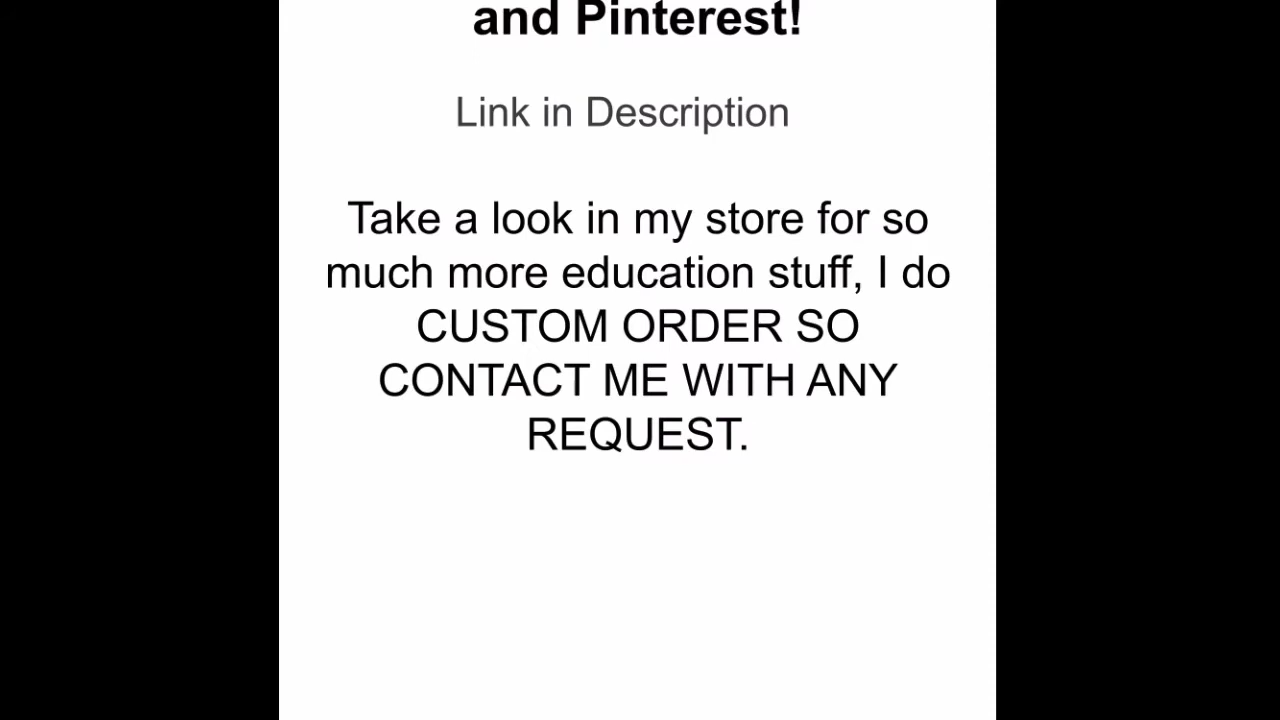 and Pinterest!
Link in Description
Take a look in my store for so
much more education stuff, I do
CUSTOM ORDER SO
CONTACT ME WITH ANY
REQUEST.